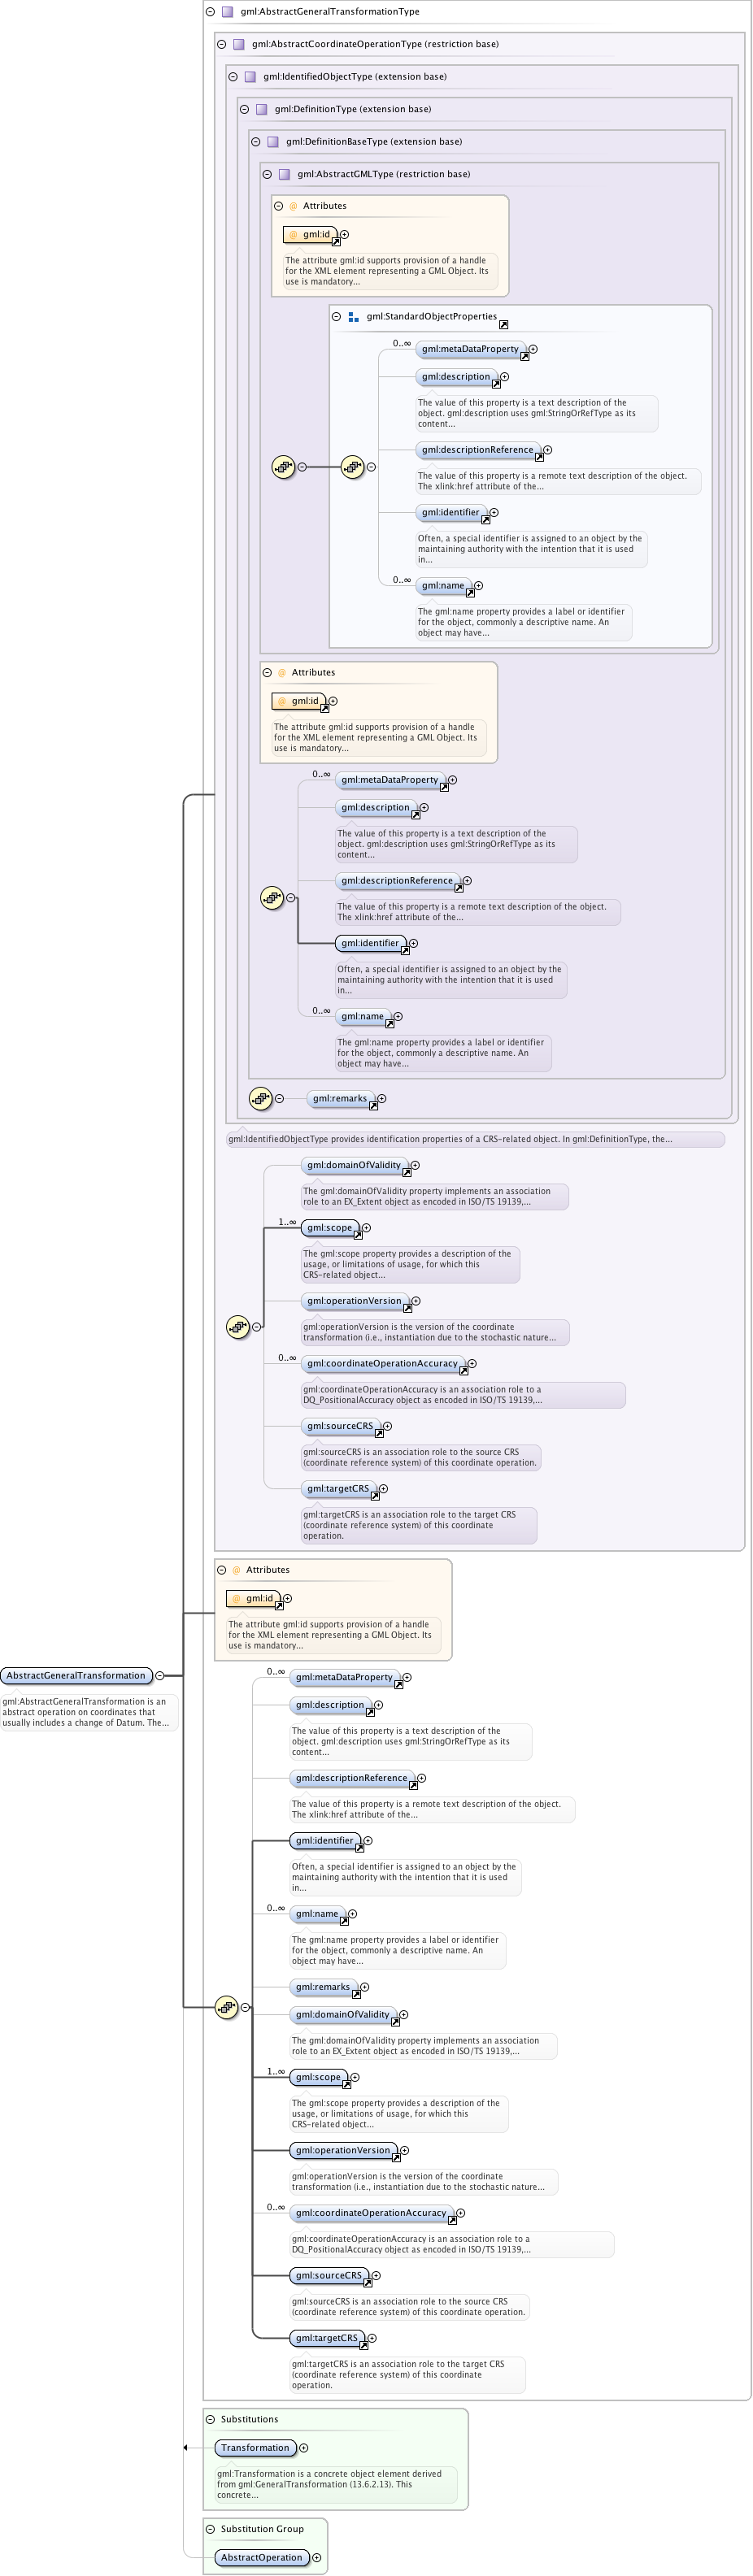 gml:AbstractGeneralTransformationType
gml:AbstractCoordinateOperationType (restriction base)
gml:IdentifiedObjectType (extension base)
gml:DefinitionType (extension base)
gml:DefinitionBaseType (extension base)
gml:AbstractGMLType (restriction base)
@ Attributes
@ gml:id
The attribute gml:id supports provision of a handle
for the XML element representing a GML Object. Its
use is mandatory...
gml:StandardObjectProperties
0..∞ gml:metaDataProperty
gml:description
The value of this property is a text description of the
object. gml:description uses gml:StringOrRefType as its
content...
gml:descriptionReference
The value of this property is a remote text description of the object.
The xlink:href attribute of the...
gml:identifier
Often, a special identifier is assigned to an object by the
maintaining authority with the intention that it is used
in...
0..∞ gml:name
The gml:name property provides a label or identifier
for the object, commonly a descriptive name. An
object may have...
@ Attributes
@ gml:id
The attribute gml:id supports provision of a handle
for the XML element representing a GML Object. Its
use is mandatory...
0..∞ gml:metaDataProperty
gml:description
The value of this property is a text description of the
object. gml:description uses gml:StringOrRefType as its
content...
gml:descriptionReference
The value of this property is a remote text description of the object.
The xlink:href attribute of the...
gml:identifier
Often, a special identifier is assigned to an object by the
maintaining authority with the intention that it is used
in...
0..∞ gml:name
The gml:name property provides a label or identifier
for the object, commonly a descriptive name. An
object may have...
gml:remarks
gml:IdentifiedObjectType provides identification properties of a CRS-related object. In gml:DefinitionType, the...
gml:domainOfValidity
The gml:domainOfValidity property implements an association
role to an EX_Extent object as encoded in ISO/TS 19139,...
1..∞ gml:scope
The gml:scope property provides a description of the
usage, or limitations of usage, for which this
CRS-related object...
gml:operationVersion
gml:operationVersion is the version of the coordinate
transformation (i.e., instantiation due to the stochastic nature...
0..∞ gml:coordinateOperationAccuracy
gml:coordinateOperationAccuracy is an association role to a
DQ_PositionalAccuracy object as encoded in ISO/TS 19139,...
gml:sourceCRS
gml:sourceCRS is an association role to the source CRS
(coordinate reference system) of this coordinate operation.
gml:targetCRS
gml:targetCRS is an association role to the target CRS
(coordinate reference system) of this coordinate
operation.
@ Attributes
@ gml:id
The attribute gml:id supports provision of a handle
for the XML element representing a GML Object. Its
use is mandatory...
AbstractGeneralTransformation
gml:AbstractGeneralTransformation is an
abstract operation on coordinates that
usually includes a change of Datum. The...
0..∞ gml:metaDataProperty
gml:description
The value of this property is a text description of the
object. gml:description uses gml:StringOrRefType as its
content...
gml:descriptionReference
The value of this property is a remote text description of the object.
The xlink:href attribute of the...
gml:identifier
Often, a special identifier is assigned to an object by the
maintaining authority with the intention that it is used
in...
0..∞ gml:name
The gml:name property provides a label or identifier
for the object, commonly a descriptive name. An
object may have...
gml:remarks
gml:domainOfValidity
The gml:domainOfValidity property implements an association
role to an EX_Extent object as encoded in ISO/TS 19139,...
1..∞ gml:scope
The gml:scope property provides a description of the
usage, or limitations of usage, for which this
CRS-related object...
gml:operationVersion
gml:operationVersion is the version of the coordinate
transformation (i.e., instantiation due to the stochastic nature...
0..∞ gml:coordinateOperationAccuracy
gml:coordinateOperationAccuracy is an association role to a
DQ_PositionalAccuracy object as encoded in ISO/TS 19139,...
gml:sourceCRS
gml:sourceCRS is an association role to the source CRS
(coordinate reference system) of this coordinate operation.
gml:targetCRS
gml:targetCRS is an association role to the target CRS
(coordinate reference system) of this coordinate
operation.
Substitutions
Transformation
gml:Transformation is a concrete object element derived
from gml:GeneralTransformation (13.6.2.13). This
concrete...
Substitution Group
AbstractOperation